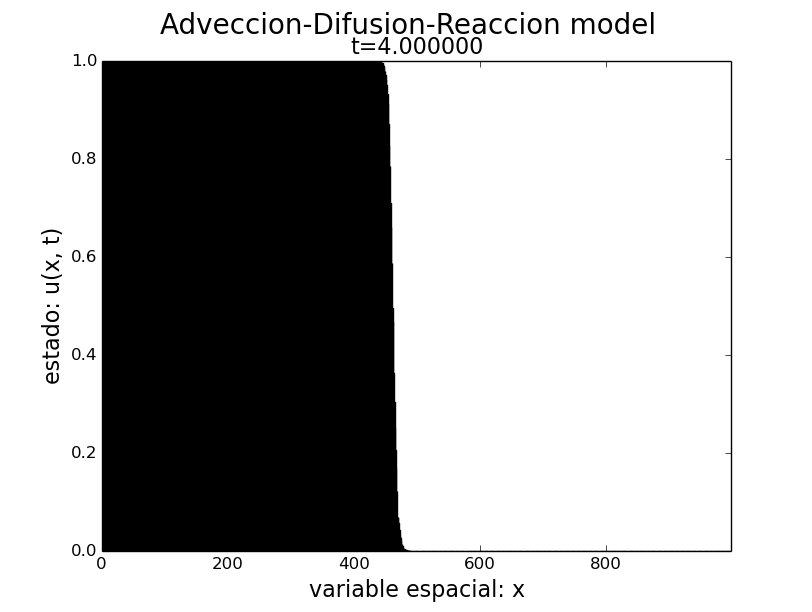 Adveccion-Difusion-Reaccion model
t=4.000000
1.0
0.8
0.6
0.4
0.2
0.0
estado: u(x, t)
0 200 400 600 800
variable espacial: x